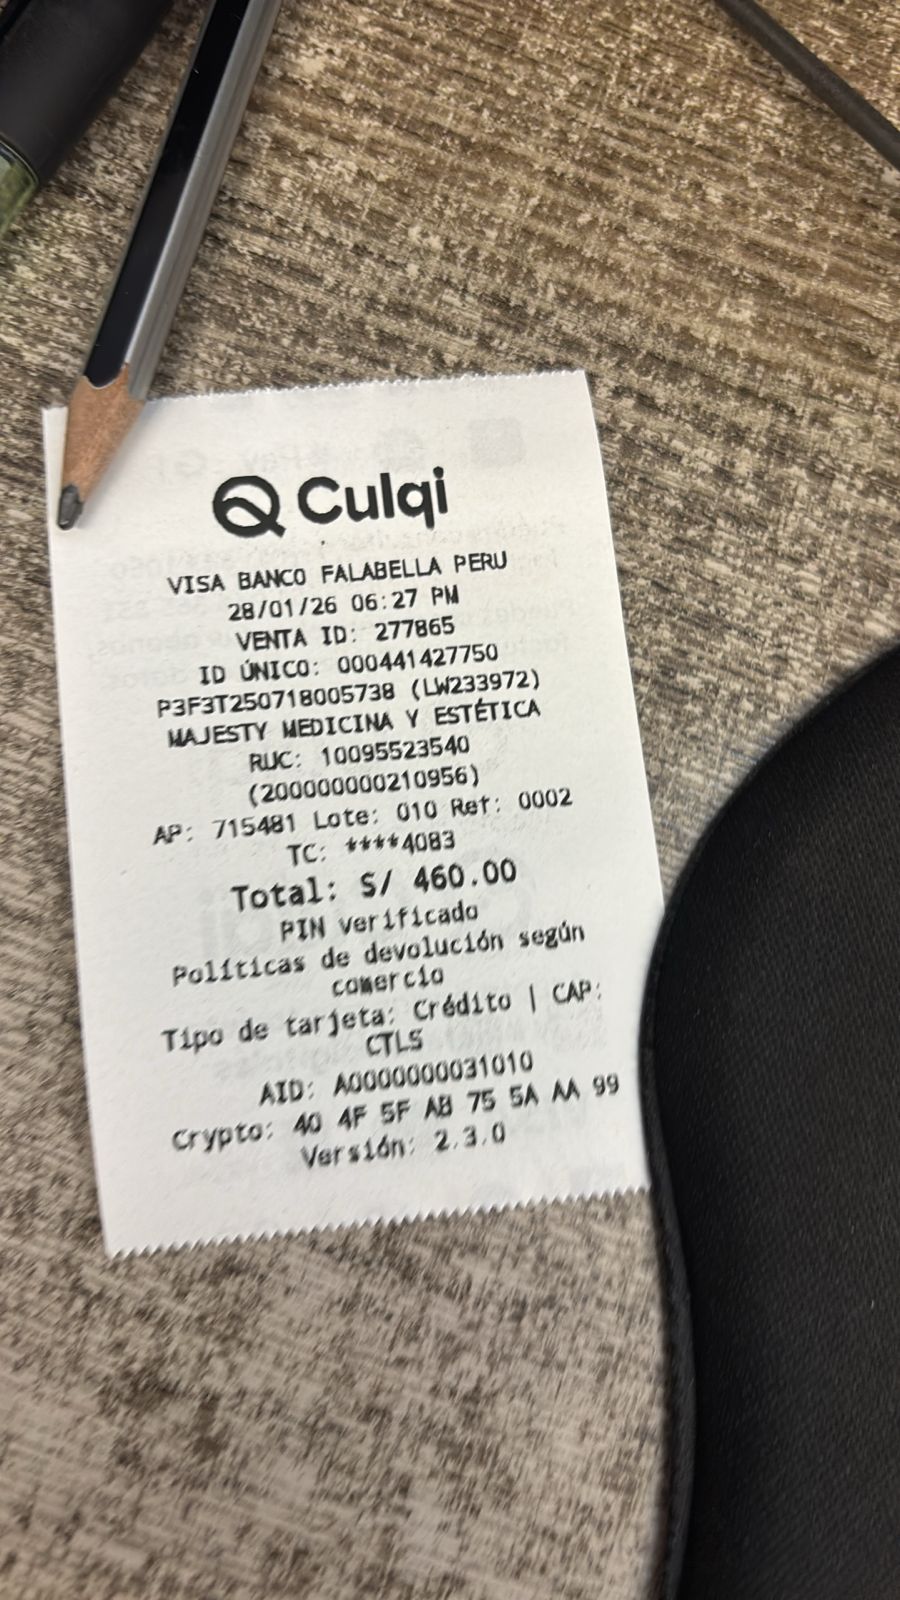 Culqi
VISA BANCO FALABELLA PERU
28/01/26 06:27 PM
VENTA ID: 277865
ID ÚNICO: 000441427750
P3F3T250718005738 (LW233972)
MAJESTY MEDICINA Y ESTÉTICA
RUC: 10095523540
(200000000210956)
AP: 715481 Lote: 010 Ref: 0002
TC: ****4083
Total: S/ 460.00
PIN verificado
Políticas de devolución según
comercio
Tipo de tarjeta: Crédito | CAP:
CTLS
AID: A0000000031010
Crypto: 40 4F 5F AB 75 5A AA 99
Versión: 2.3.0